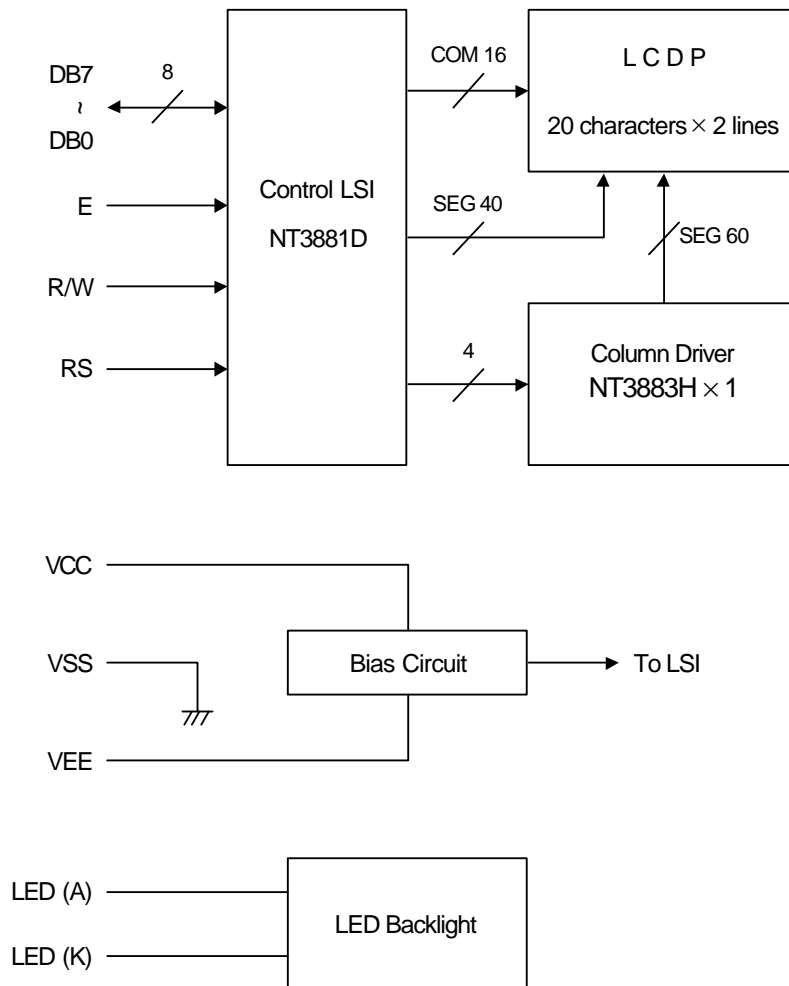 DB7
~
DB0
8
E
R/W
RS
Control LSI
NT3881D
COM 16
SEG 40
4
L C D P
20 characters × 2 lines
SEG 60
Column Driver
NT3883H × 1
VCC
VSS
VEE
Bias Circuit
To LSI
LED (A)
LED (K)
LED Backlight